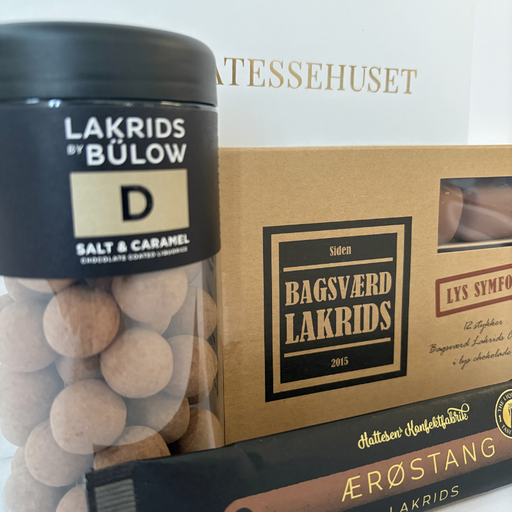 ATESSEHUSET
LAKRIDS
BY BÜLOW
D
SALT & CARAMEL
CHOCOLATE COATED LIQUORICE
Siden
BAGSVÆRD
LAKRIDS
2015
LYS SYMFO
12 stykker
Bagsværd Lakrids
i lys chokolade
Hattesens Konfektfabrik
ÆRØSTANG
LAKRIDS